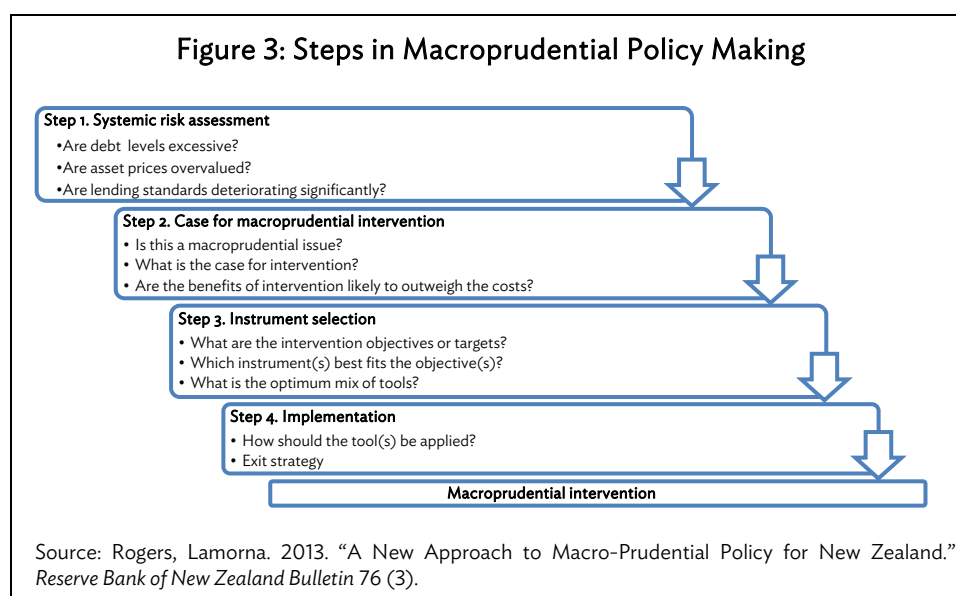 Figure 3: Steps in Macroprudential Policy Making
Step 1. Systemic risk assessment
•Are debt levels excessive?
•Are asset prices overvalued?
•Are lending standards deteriorating significantly?
Step 2. Case for macroprudential intervention
• Is this a macroprudential issue?
• What is the case for intervention?
• Are the benefits of intervention likely to outweigh the costs?
Step 3. Instrument selection
• What are the intervention objectives or targets?
• Which instrument(s) best fits the objective(s)?
• What is the optimum mix of tools?
Step 4. Implementation
• How should the tool(s) be applied?
• Exit strategy
Macroprudential intervention
Source: Rogers, Lamorna. 2013. “A New Approach to Macro-Prudential Policy for New Zealand.”
Reserve Bank of New Zealand Bulletin 76 (3).